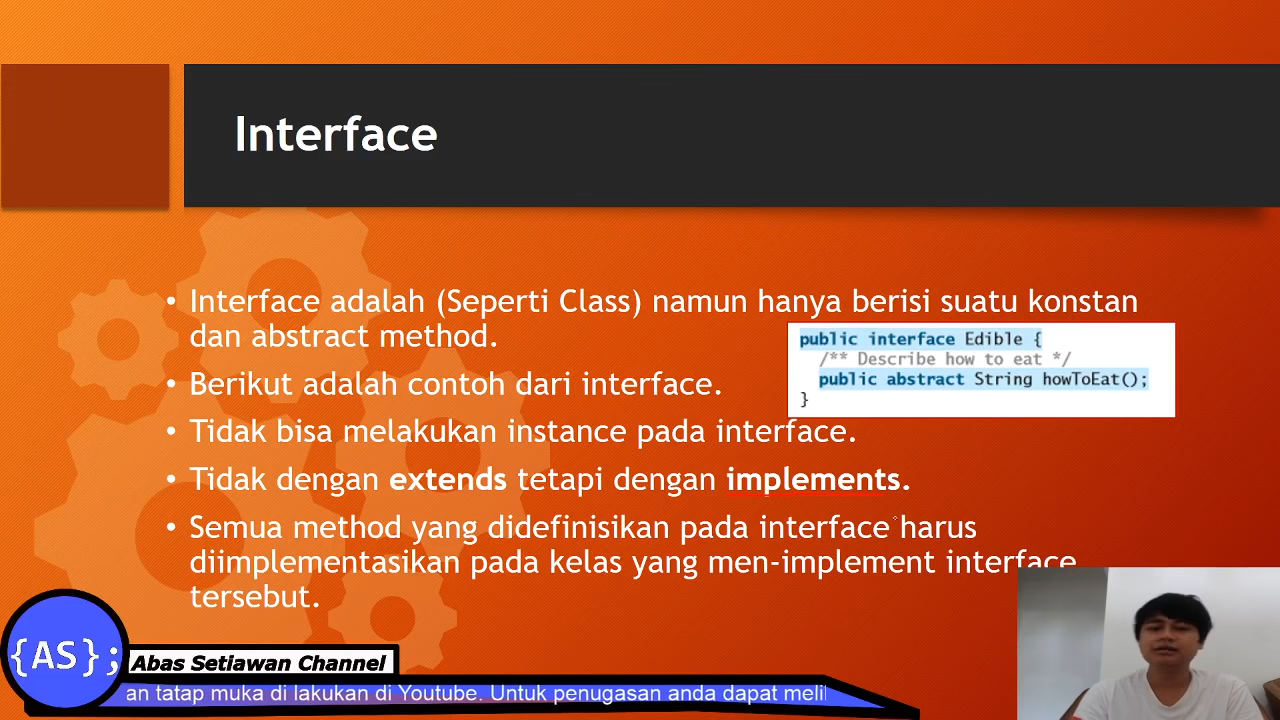 Interface
• Interface adalah (Seperti Class) namun hanya berisi suatu konstan
dan abstract method.
public interface Edible {
/** Describe how to eat */
public abstract String howToEat();
}
• Berikut adalah contoh dari interface.
• Tidak bisa melakukan instance pada interface.
• Tidak dengan extends tetapi dengan implements.
• Semua method yang didefinisikan pada interface harus
diimplementasikan pada kelas yang men-implement interface
tersebut.
{AS};
Abas Setiawan Channel
an tatap muka di lakukan di Youtube. Untuk penugasan anda dapat meli